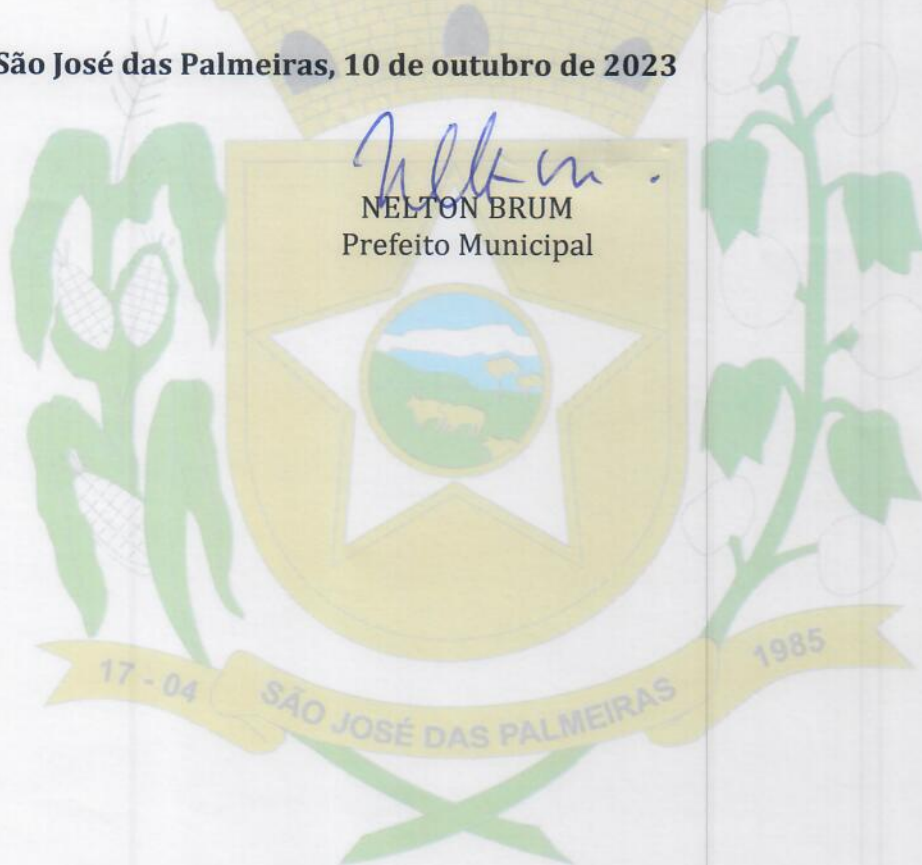 São José das Palmeiras, 10 de outubro de 2023
Nelton
NELTON BRUM
Prefeito Municipal
17 - 04 SÃO JOSÉ DAS PALMEIRAS 1985